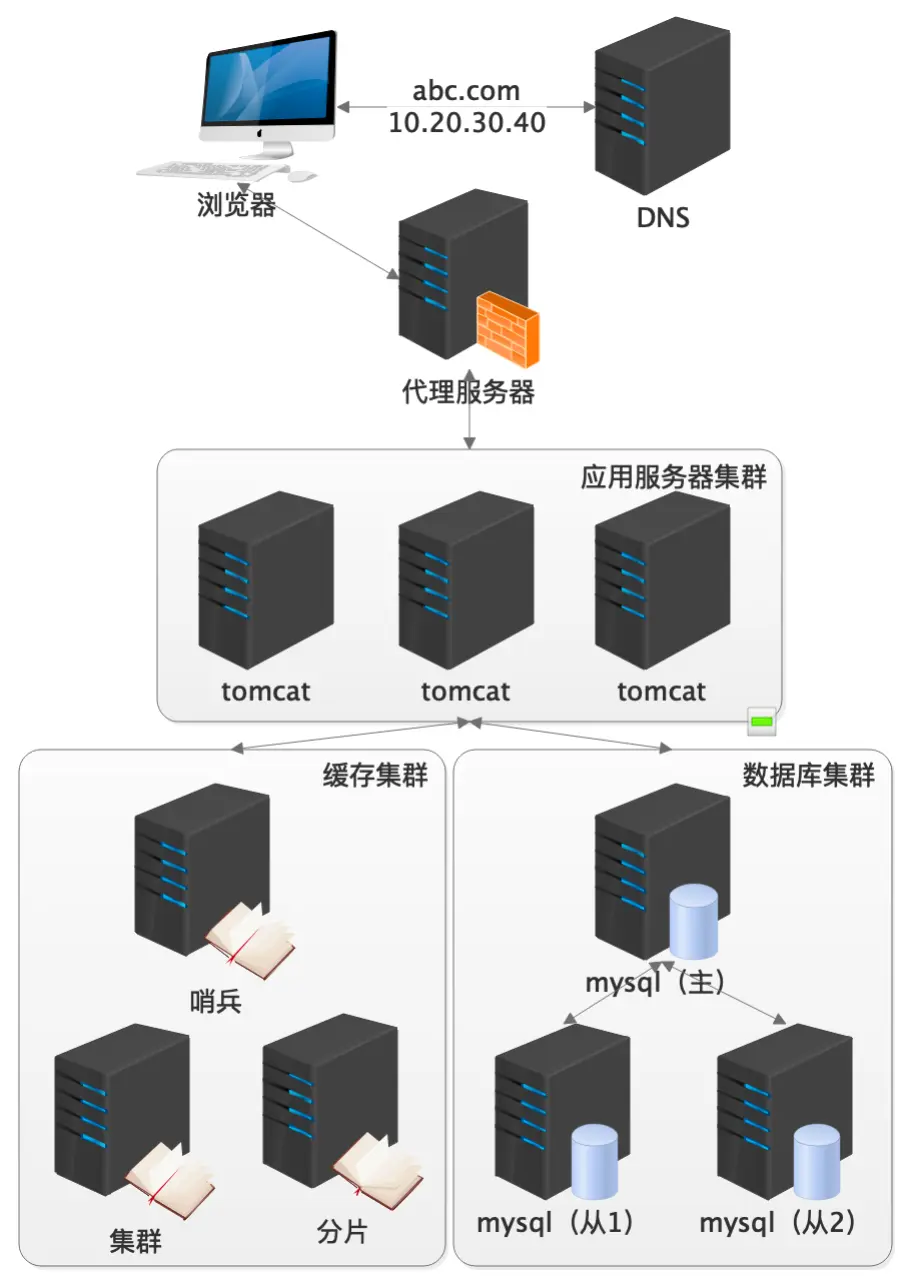 abc.com
10.20.30.40
浏览器
DNS
代理服务器
应用服务器集群
tomcat
tomcat
tomcat
缓存集群
数据库集群
哨兵
mysql（主）
集群
分片
mysql（从1）
mysql（从2）